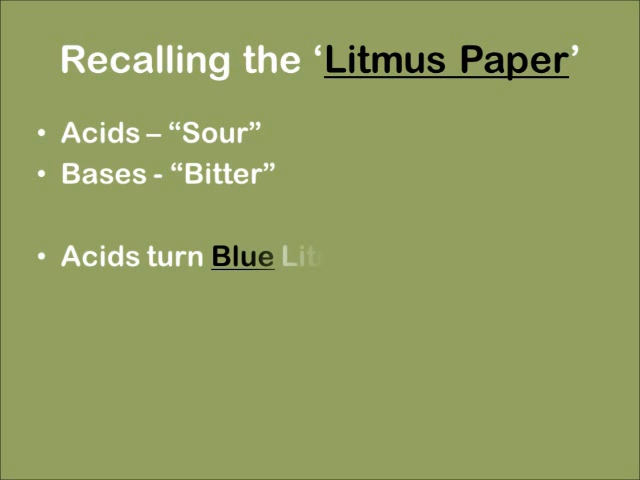 Recalling the ‘Litmus Paper’
• Acids – “Sour”
• Bases - “Bitter”
• Acids turn Blue